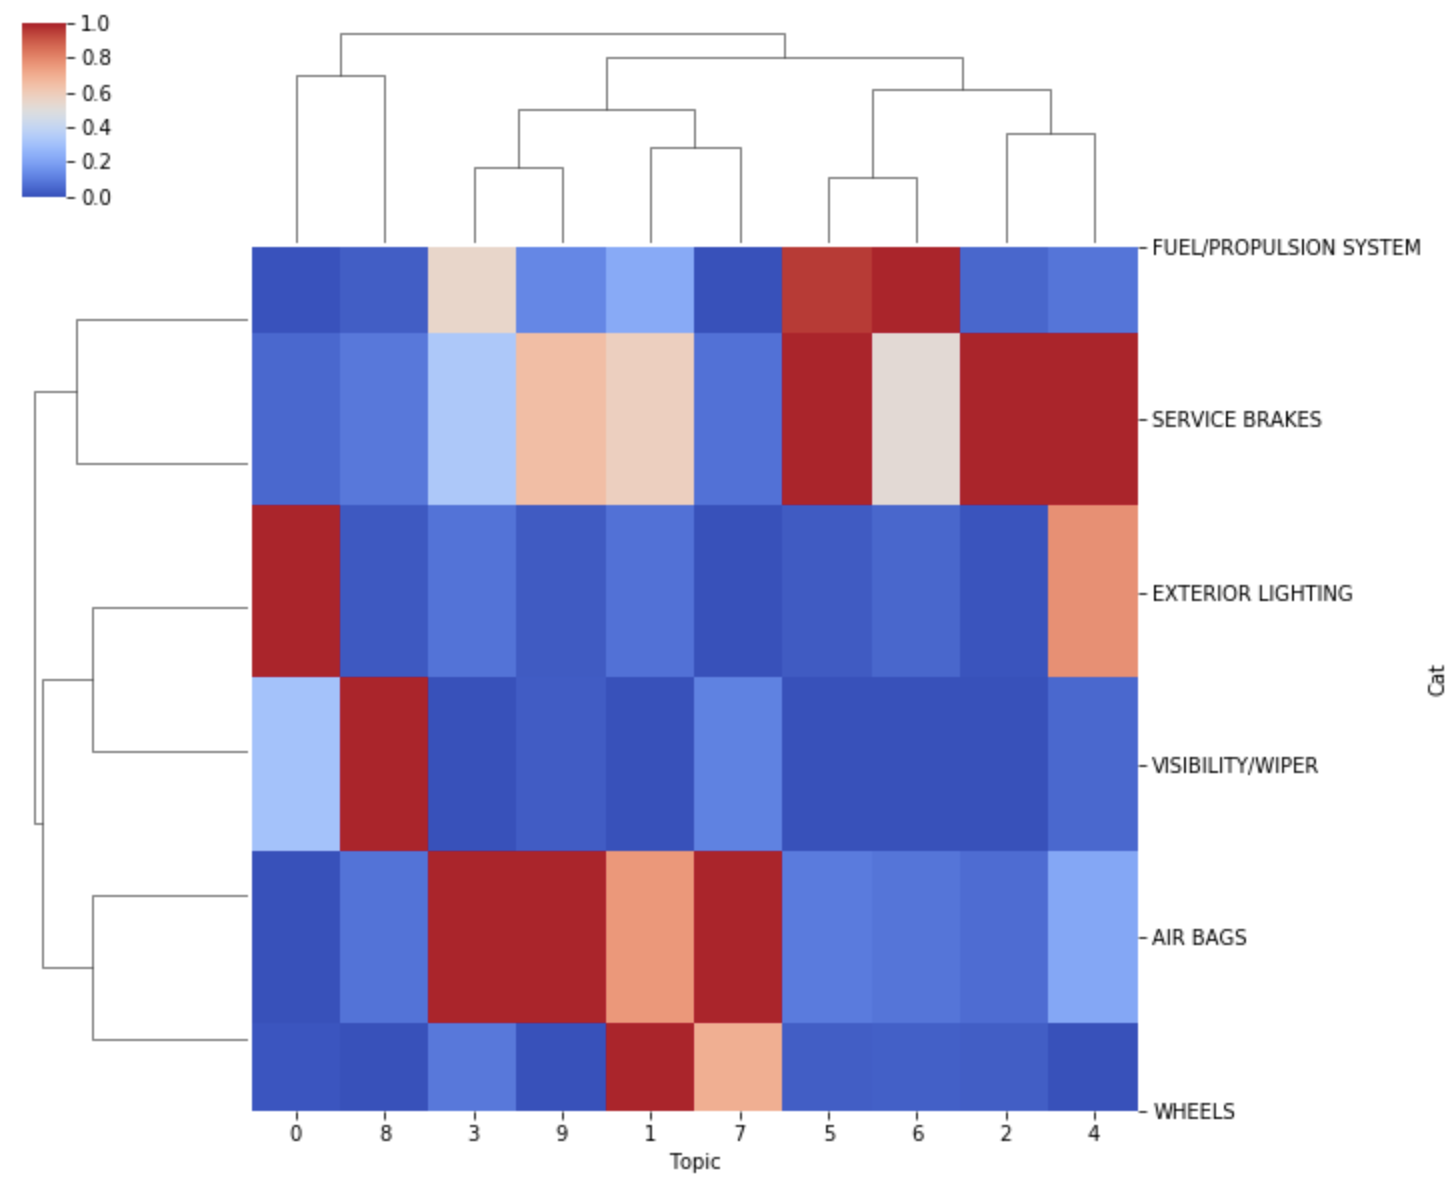 1.0
0.8
0.6
0.4
0.2
0.0
FUEL/PROPULSION SYSTEM
SERVICE BRAKES
EXTERIOR LIGHTING
VISIBILITY/WIPER
AIR BAGS
WHEELS
Cat
0 8 3 9 1 7 5 6 2 4
Topic